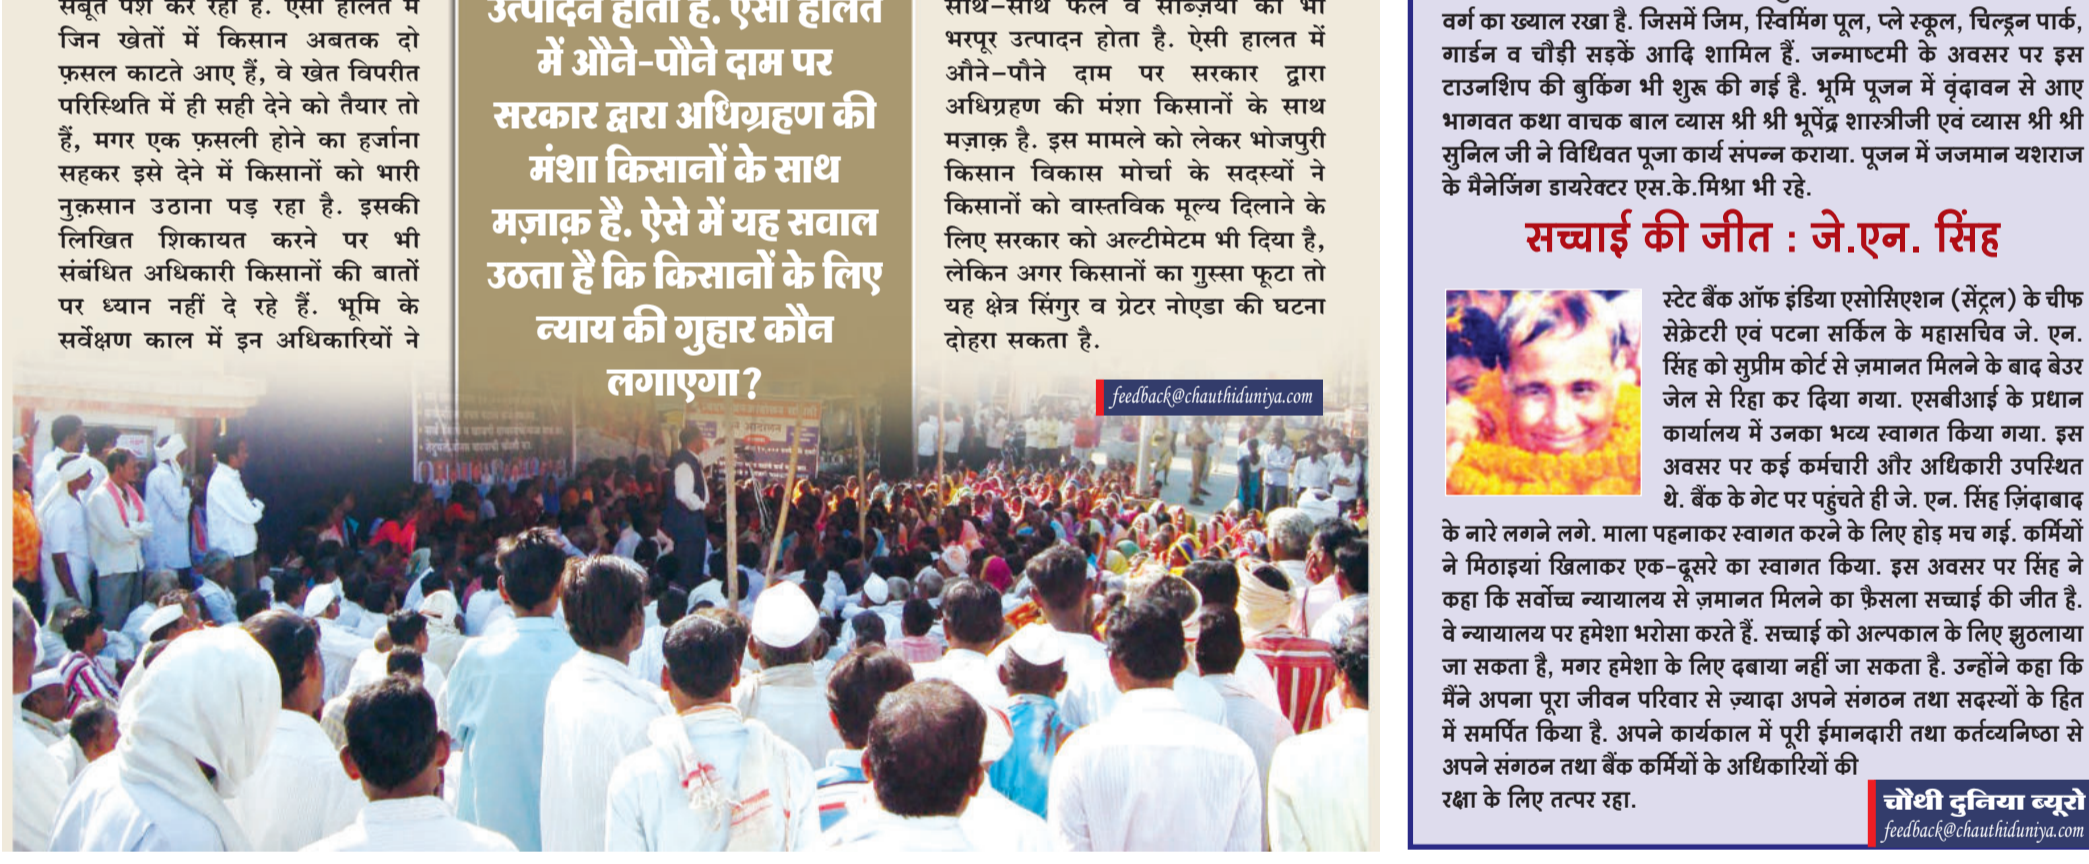 सबूत पेश कर रहा है. ऐसी हालत में
जिन खेतों में किसान अबतक दो
फ़सल काटते आए हैं, वे खेत विपरीत
परिस्थिति में ही सही देने को तैयार तो
हैं, मगर एक फ़सली होने का हर्जाना
सहकर इसे देने में किसानों को भारी
नुक़सान उठाना पड़ रहा है. इसकी
लिखित शिकायत करने पर भी
संबंधित अधिकारी किसानों की बातों
पर ध्यान नहीं दे रहे हैं. भूमि के
सर्वेक्षण काल में इन अधिकारियों ने
उत्पादन होता है. ऐसी हालत
में औने-पौने दाम पर
सरकार द्वारा अधिग्रहण की
मंशा किसानों के साथ
मज़ाक़ है. ऐसे में यह सवाल
उठता है कि किसानों के लिए
न्याय की गुहार कौन
लगाएगा?
साथ-साथ फल व सब्ज़ियों का भी
भरपूर उत्पादन होता है. ऐसी हालत में
औने-पौने दाम पर सरकार द्वारा
अधिग्रहण की मंशा किसानों के साथ
मज़ाक़ है. इस मामले को लेकर भोजपुरी
किसान विकास मोर्चा के सदस्यों ने
किसानों को वास्तविक मूल्य दिलाने के
लिए सरकार को अल्टीमेटम भी दिया है,
लेकिन अगर किसानों का गुस्सा फूटा तो
यह क्षेत्र सिंगुर व ग्रेटर नोएडा की घटना
दोहरा सकता है.
feedback@chauthiduniya.com
वर्ग का ख्याल रखा है. जिसमें जिम, स्विमिंग पूल, प्ले स्कूल, चिल्ड्रन पार्क,
गार्डन व चौड़ी सड़कें आदि शामिल हैं. जन्माष्टमी के अवसर पर इस
टाउनशिप की बुकिंग भी शुरू की गई है. भूमि पूजन में वृंदावन से आए
भागवत कथा वाचक बाल व्यास श्री श्री भूपेंद्र शास्त्रीजी एवं व्यास श्री श्री
सुनिल जी ने विधिवत पूजा कार्य संपन्न कराया. पूजन में जजमान यशराज
के मैनेजिंग डायरेक्टर एस.के.मिश्रा भी रहे.
सच्चाई की जीत : जे.एन. सिंह
स्टेट बैंक ऑफ इंडिया एसोसिएशन (सेंट्रल) के चीफ
सेक्रेटरी एवं पटना सर्किल के महासचिव जे. एन.
सिंह को सुप्रीम कोर्ट से ज़मानत मिलने के बाद बेउर
जेल से रिहा कर दिया गया. एसबीआई के प्रधान
कार्यालय में उनका भव्य स्वागत किया गया. इस
अवसर पर कई कर्मचारी और अधिकारी उपस्थित
थे. बैंक के गेट पर पहुंचते ही जे. एन. सिंह ज़िंदाबाद
के नारे लगने लगे. माला पहनाकर स्वागत करने के लिए होड़ मच गई. कर्मियों
ने मिठाइयां खिलाकर एक-दूसरे का स्वागत किया. इस अवसर पर सिंह ने
कहा कि सर्वोच्च न्यायालय से ज़मानत मिलने का फ़ैसला सच्चाई की जीत है.
वे न्यायालय पर हमेशा भरोसा करते हैं. सच्चाई को अल्पकाल के लिए झुठलाया
जा सकता है, मगर हमेशा के लिए दबाया नहीं जा सकता है. उन्होंने कहा कि
मैंने अपना पूरा जीवन परिवार से ज़्यादा अपने संगठन तथा सदस्यों के हित
में समर्पित किया है. अपने कार्यकाल में पूरी ईमानदारी तथा कर्तव्यनिष्ठा से
अपने संगठन तथा बैंक कर्मियों के अधिकारियों की
रक्षा के लिए तत्पर रहा.
चौथी दुनिया ब्यूरो
feedback@chauthiduniya.com